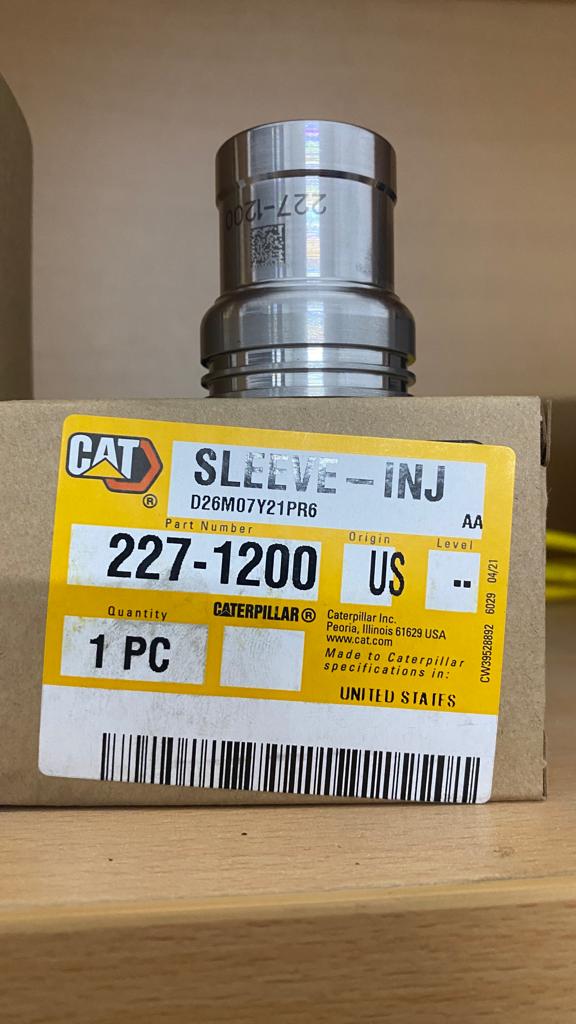 227-1200
CAT
®
SLEEVE-INJ
D26M07Y21PR6
AA
Part Number
227-1200
Origin
US
Level
--
Quantity
1 PC
CATERPILLAR®
Caterpillar Inc.
Peoria, Illinois 61629 USA
www.cat.com
Made to Caterpillar
specifications in:
UNITED STATES
CW39528892 6029 04/21